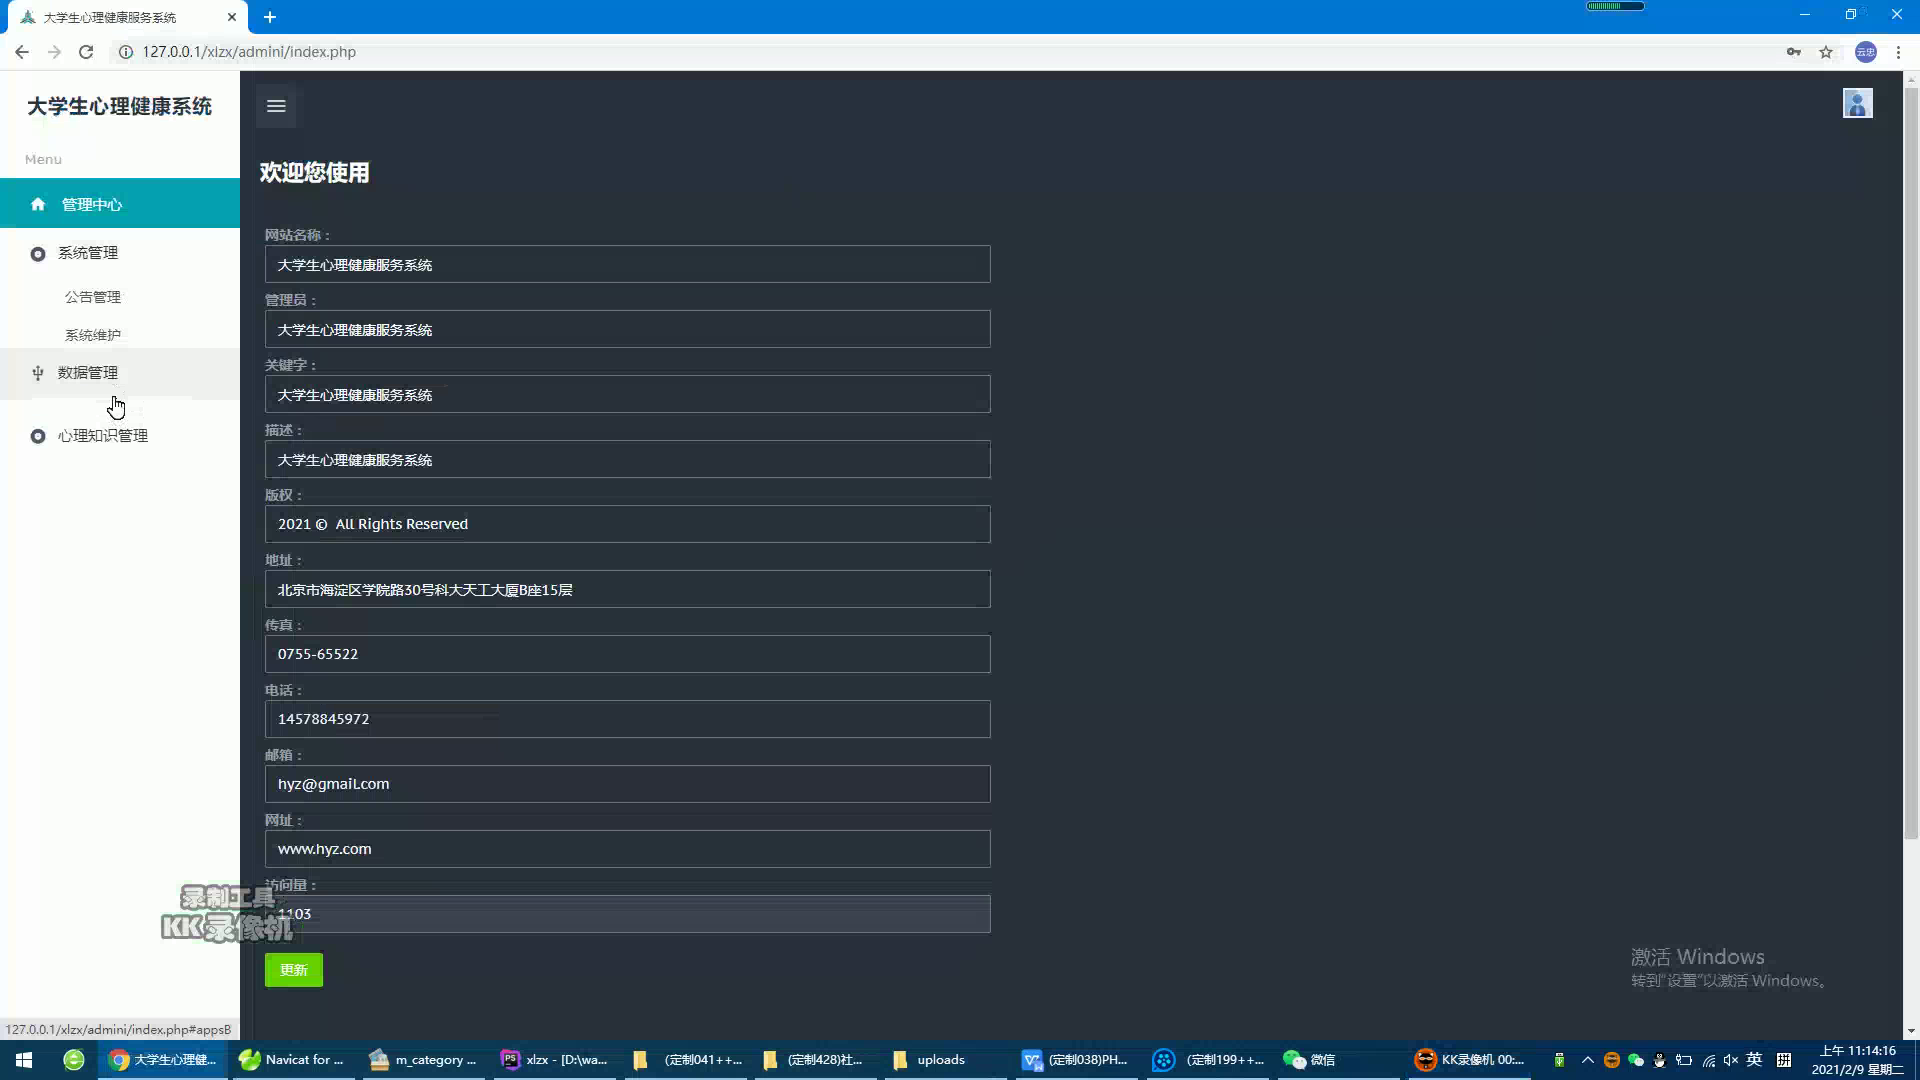 大学生心理健康服务系统
127.0.0.1/xlzx/admini/index.php
云忠
大学生心理健康系统
Menu
管理中心
系统管理
公告管理
系统维护
数据管理
心理知识管理
欢迎您使用
网站名称：
大学生心理健康服务系统
管理员：
大学生心理健康服务系统
关键字：
大学生心理健康服务系统
描述：
大学生心理健康服务系统
版权：
2021 © All Rights Reserved
地址：
北京市海淀区学院路30号科大天工大厦B座15层
传真：
0755-65522
电话：
14578845972
邮箱：
hyz@gmail.com
网址：
www.hyz.com
访问量：
1103
更新
录制工具
KK录像机
激活 Windows
转到"设置"以激活 Windows。
127.0.0.1/xlzx/admini/index.php#appsB
大学生心理健...
Navicat for ...
m_category ...
xlzx - [D:\wa...
(定制041++...
(定制428)社...
uploads
(定制038)PH...
(定制199++...
微信
KK录像机 00:...
英
拼
上午 11:14:16
2021/2/9 星期二